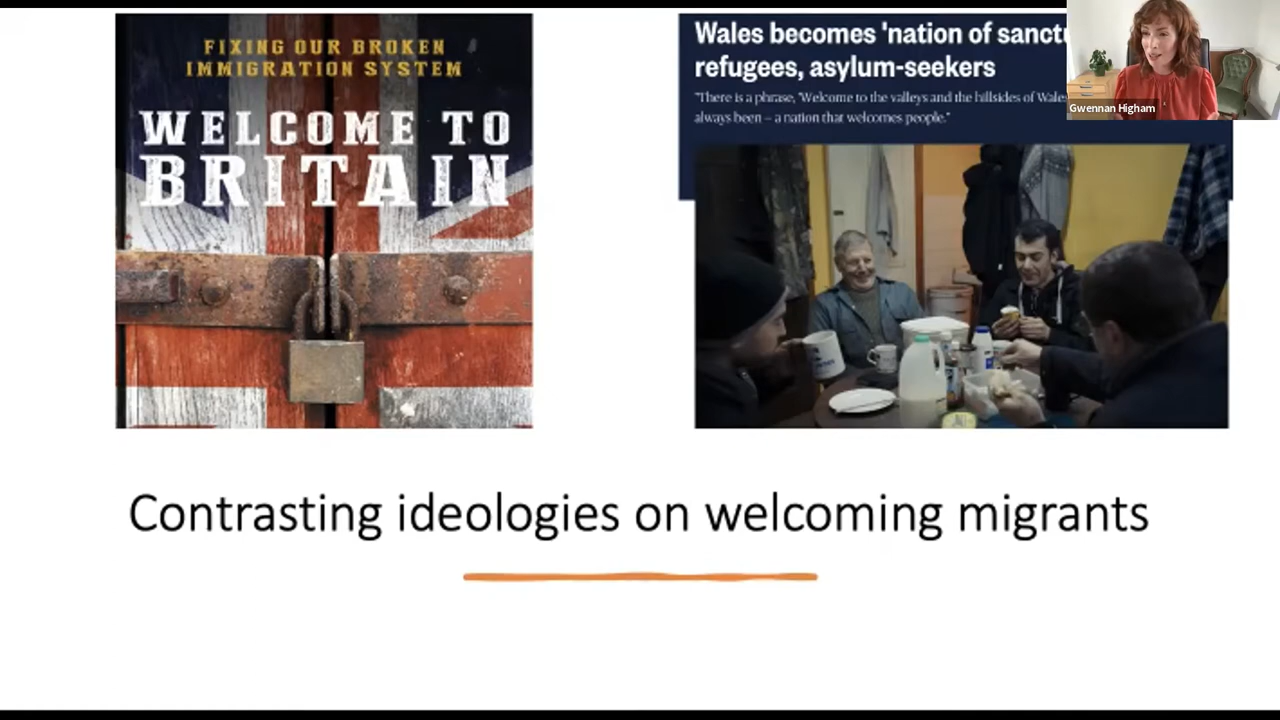 FIXING OUR BROKEN
IMMIGRATION SYSTEM
WELCOME TO
BRITAIN
Wales becomes 'nation of
refugees, asylum-seekers
"There is a phrase, 'Welcome to the valleys and the hillsides of
always been – a nation that welcomes people."
Gwennan Higham
Contrasting ideologies on welcoming migrants